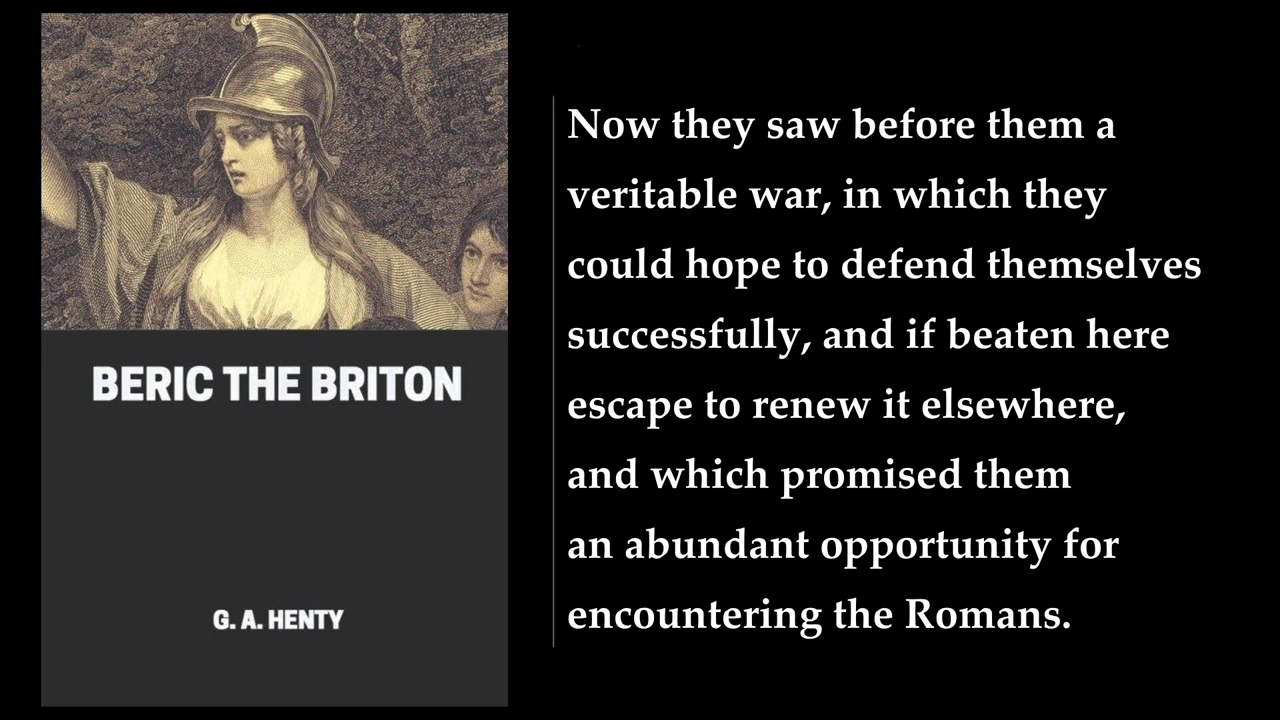 BERIC THE BRITON
G. A. HENTY
Now they saw before them a
veritable war, in which they
could hope to defend themselves
successfully, and if beaten here
escape to renew it elsewhere,
and which promised them
an abundant opportunity for
encountering the Romans.